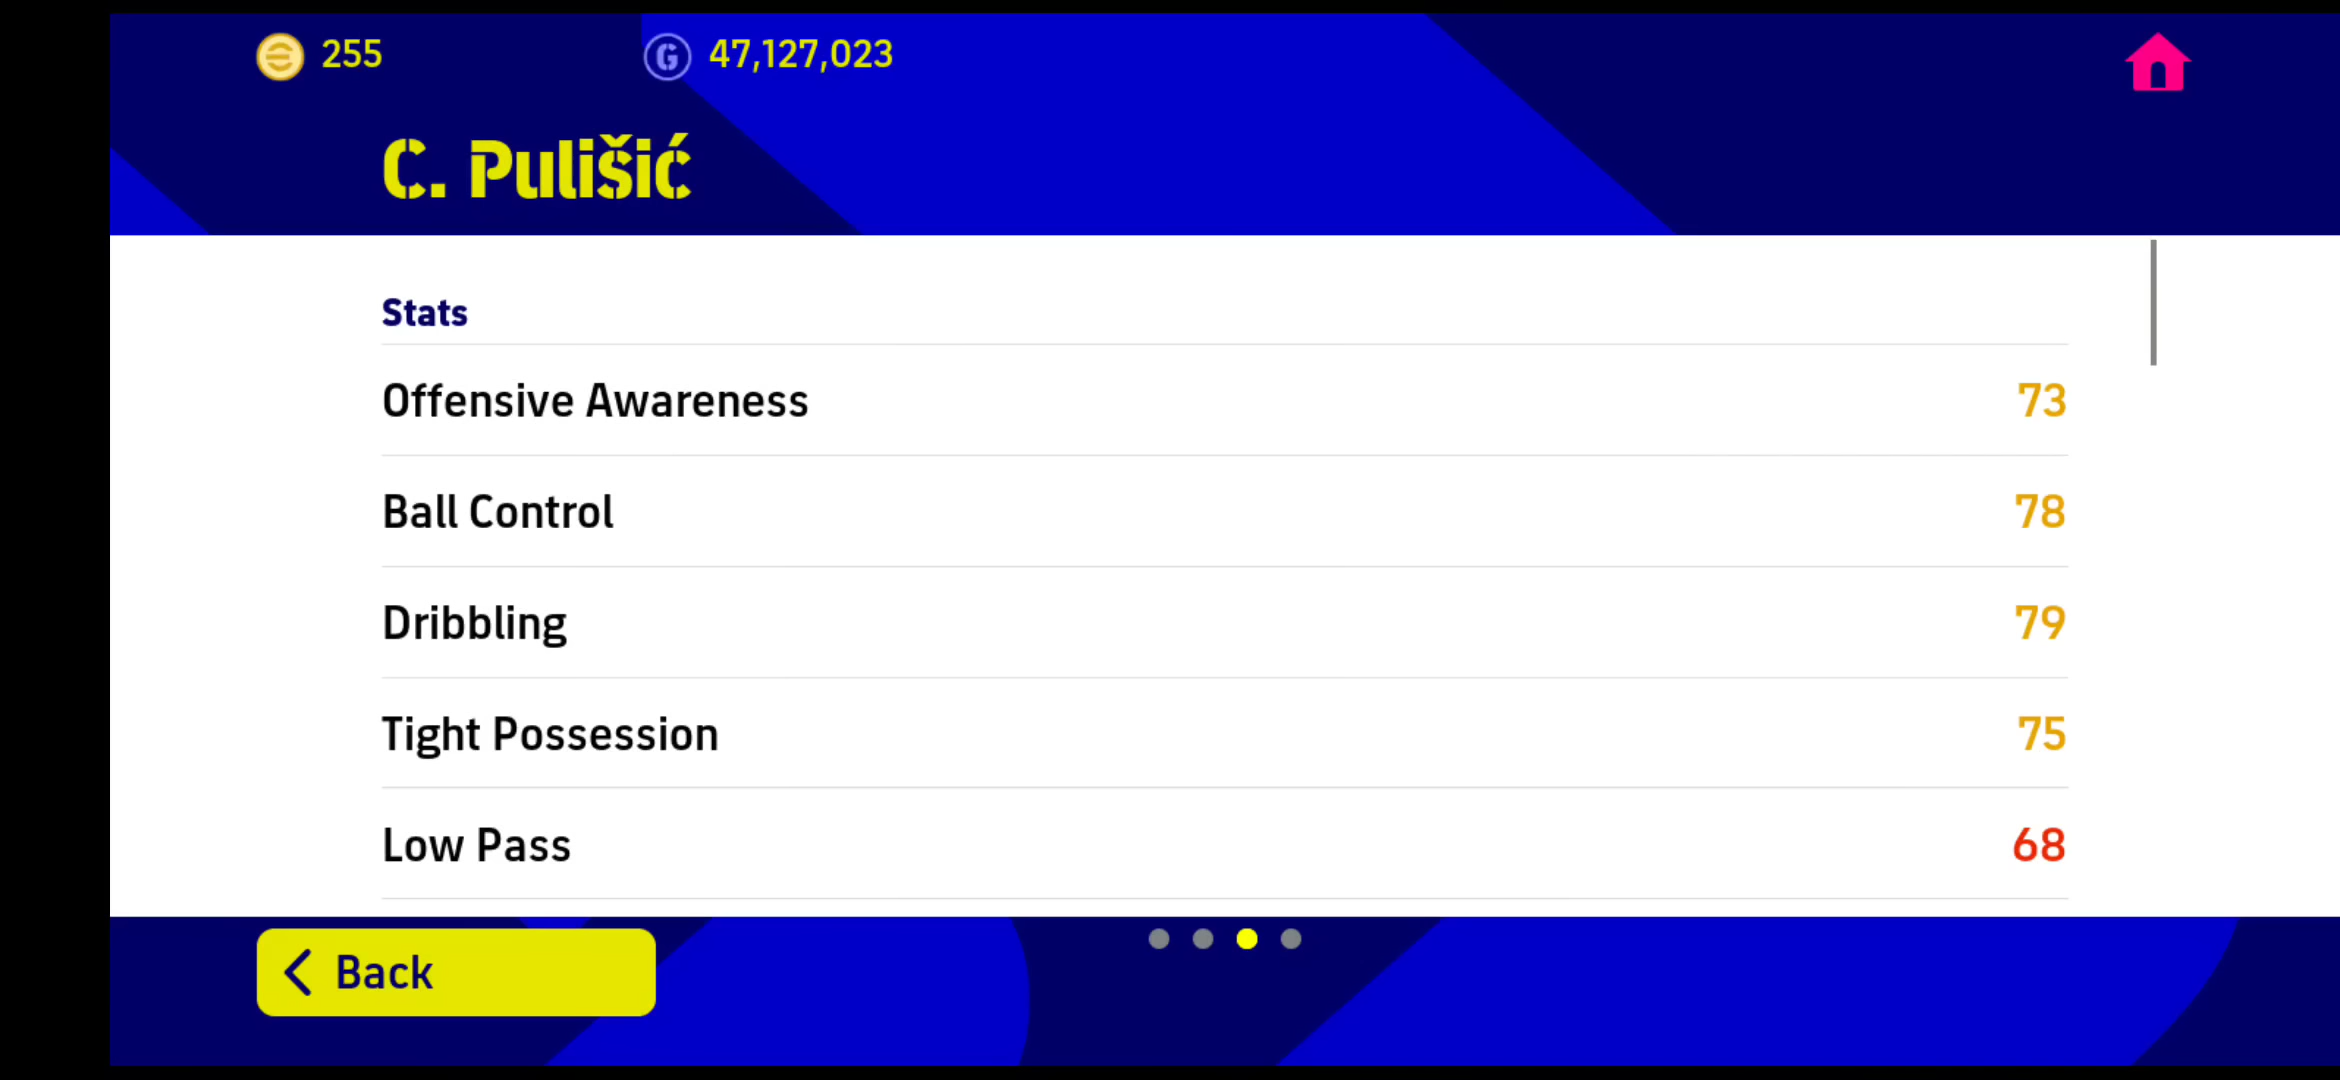 255
47,127,023
C. Pulišić
Stats
Offensive Awareness 73
Ball Control 78
Dribbling 79
Tight Possession 75
Low Pass 68
Back